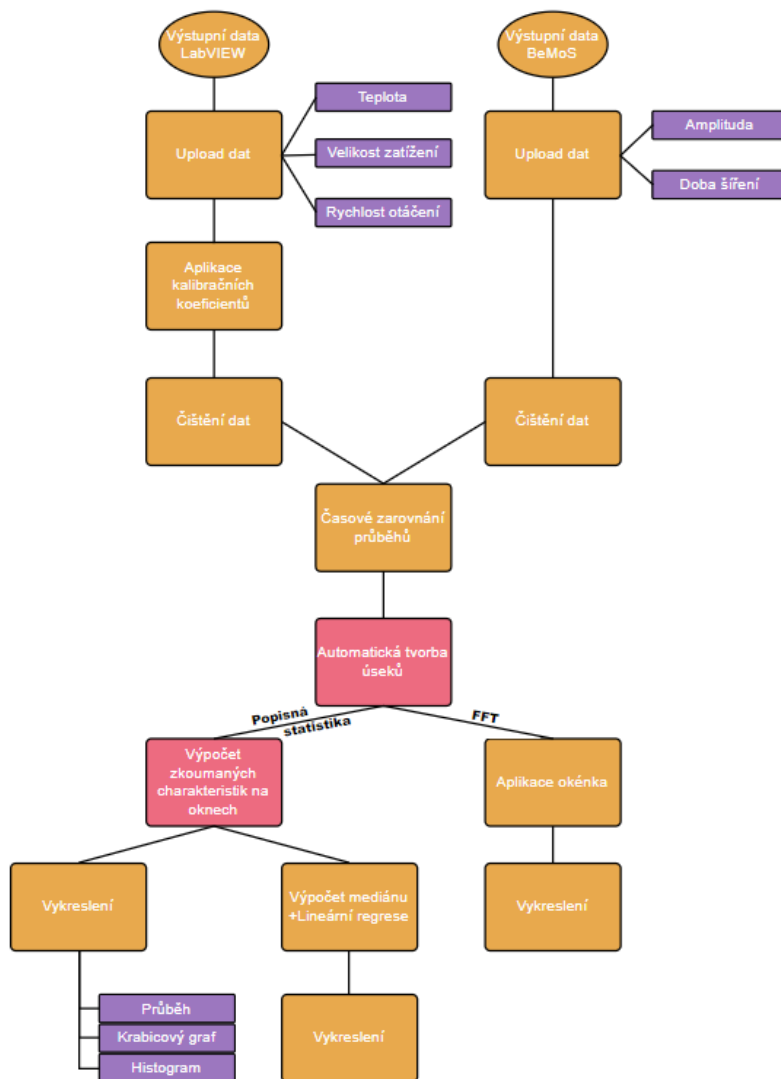 Výstupní data
LabVIEW
Výstupní data
BeMoS
Upload dat
Teplota
Velikost zatížení
Rychlost otáčení
Upload dat
Amplituda
Doba šíření
Aplikace
kalibračních
koeficientů
Čištění dat
Čištění dat
Časové zarovnání
průběhů
Automatická tvorba
úseků
Popisná
statistika
FFT
Výpočet
zkoumaných
charakteristik na
oknech
Aplikace okénka
Vykreslení
Výpočet mediánu
+Lineární regrese
Vykreslení
Průběh
Krabicový graf
Histogram
Vykreslení